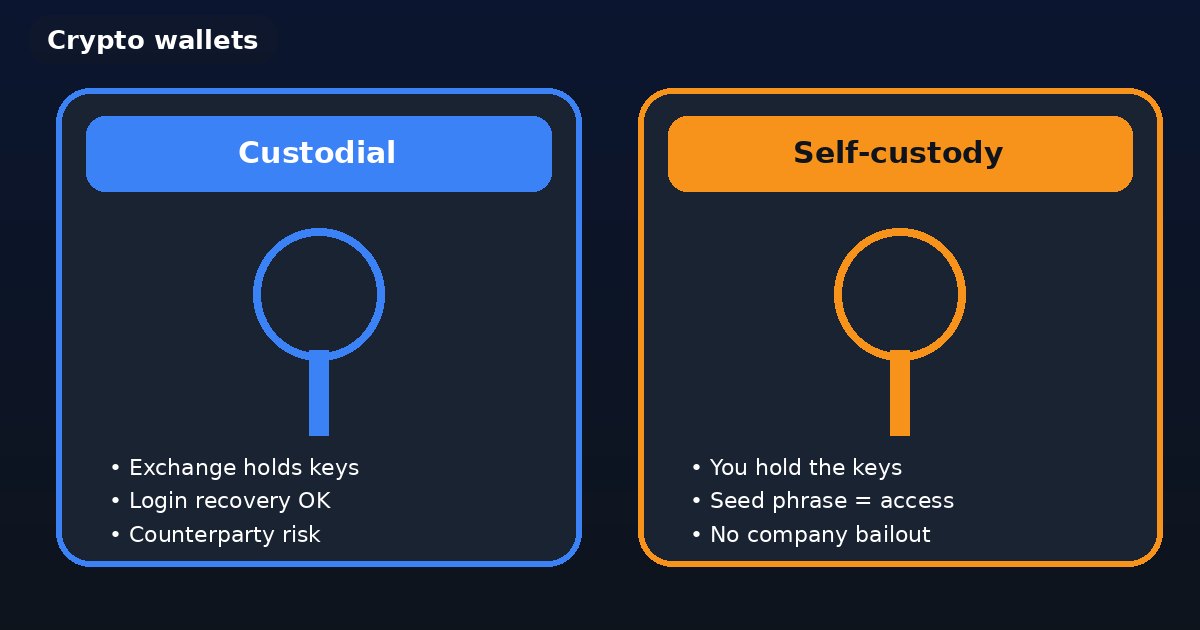 Crypto wallets
Custodial
• Exchange holds keys
• Login recovery OK
• Counterparty risk
Self-custody
• You hold the keys
• Seed phrase = access
• No company bailout